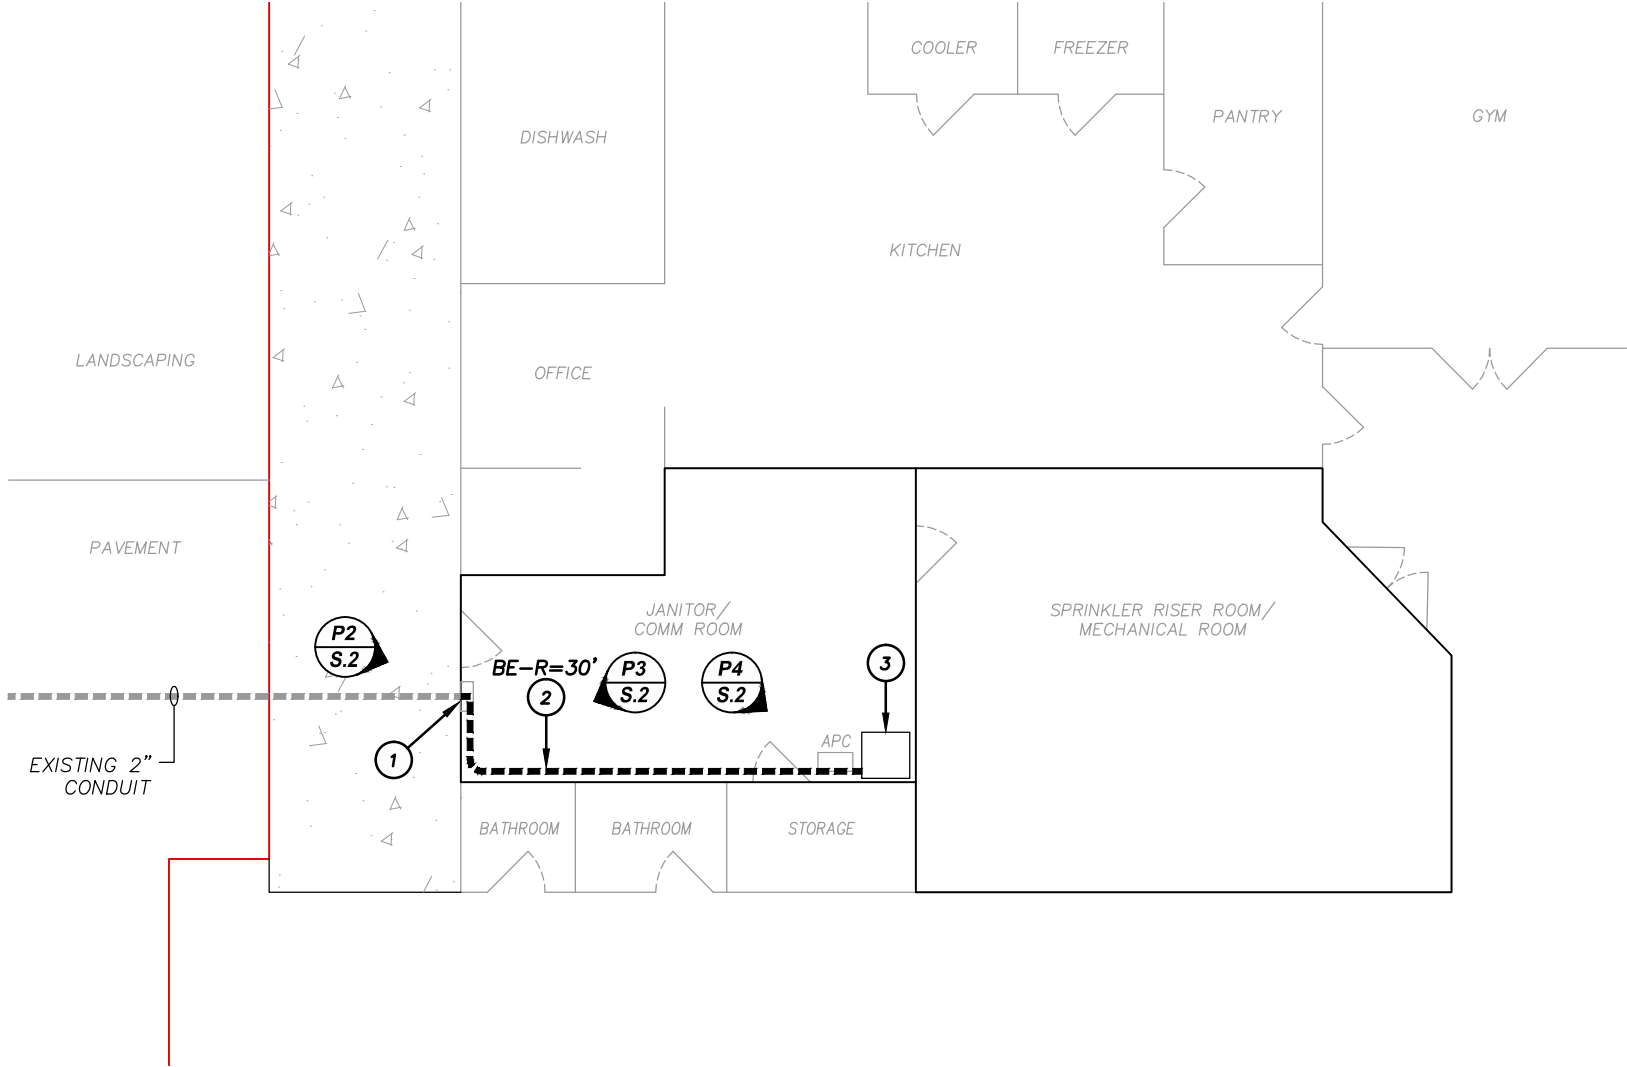 COOLER
FREEZER
PANTRY
GYM
DISHWASH
KITCHEN
LANDSCAPING
OFFICE
PAVEMENT
JANITOR/
COMM ROOM
SPRINKLER RISER ROOM/
MECHANICAL ROOM
P2
S.2
BE-R=30'
P3
S.2
P4
S.2
3
2
1
APC
EXISTING 2"
CONDUIT
BATHROOM
BATHROOM
STORAGE